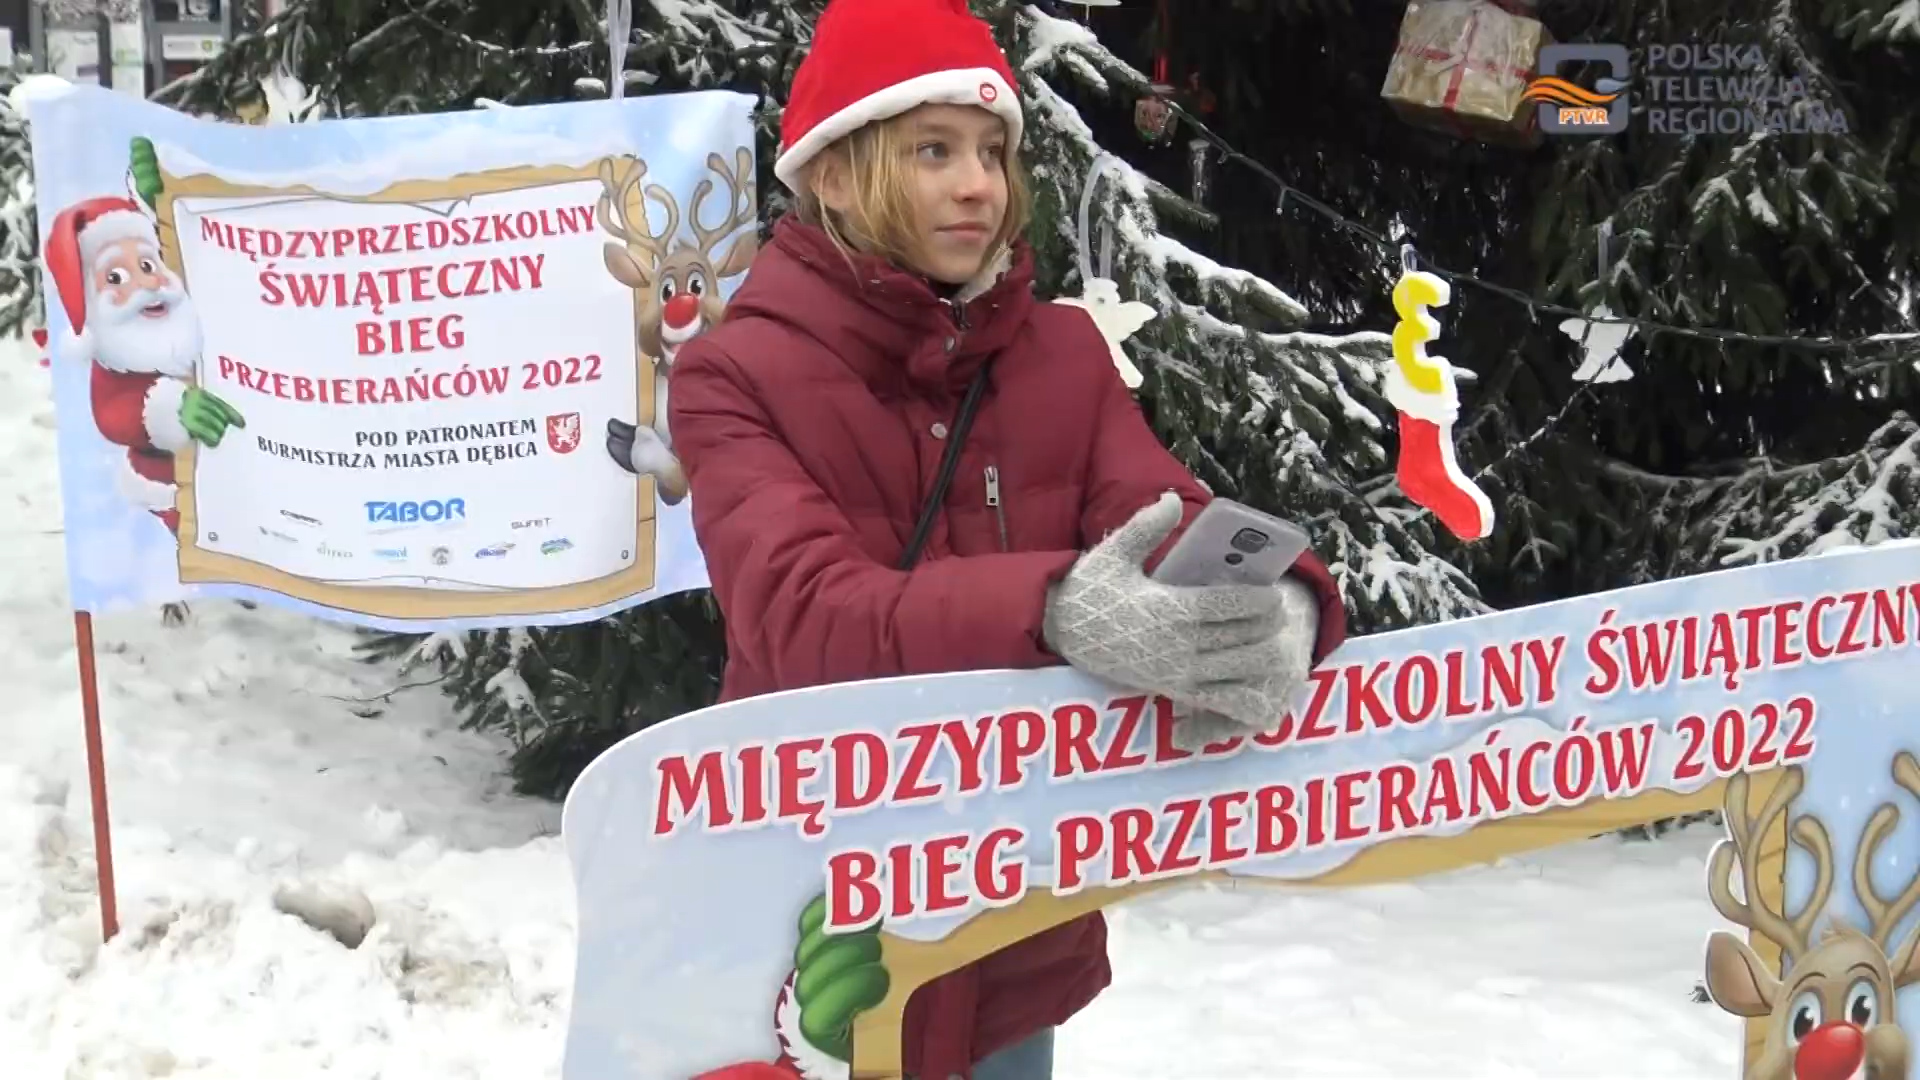 MIĘDZYPRZEDSZKOLNY
ŚWIĄTECZNY
BIEG
PRZEBIERAŃCÓW 2022
POD PATRONATEM
BURMISTRZA MIASTA DĘBICA
TABOR
POLSKA
TELEWIZJA
REGIONALNA
PTVR
MIĘDZYPRZEDSZKOLNY ŚWIĄTECZNY
BIEG PRZEBIERAŃCÓW 2022